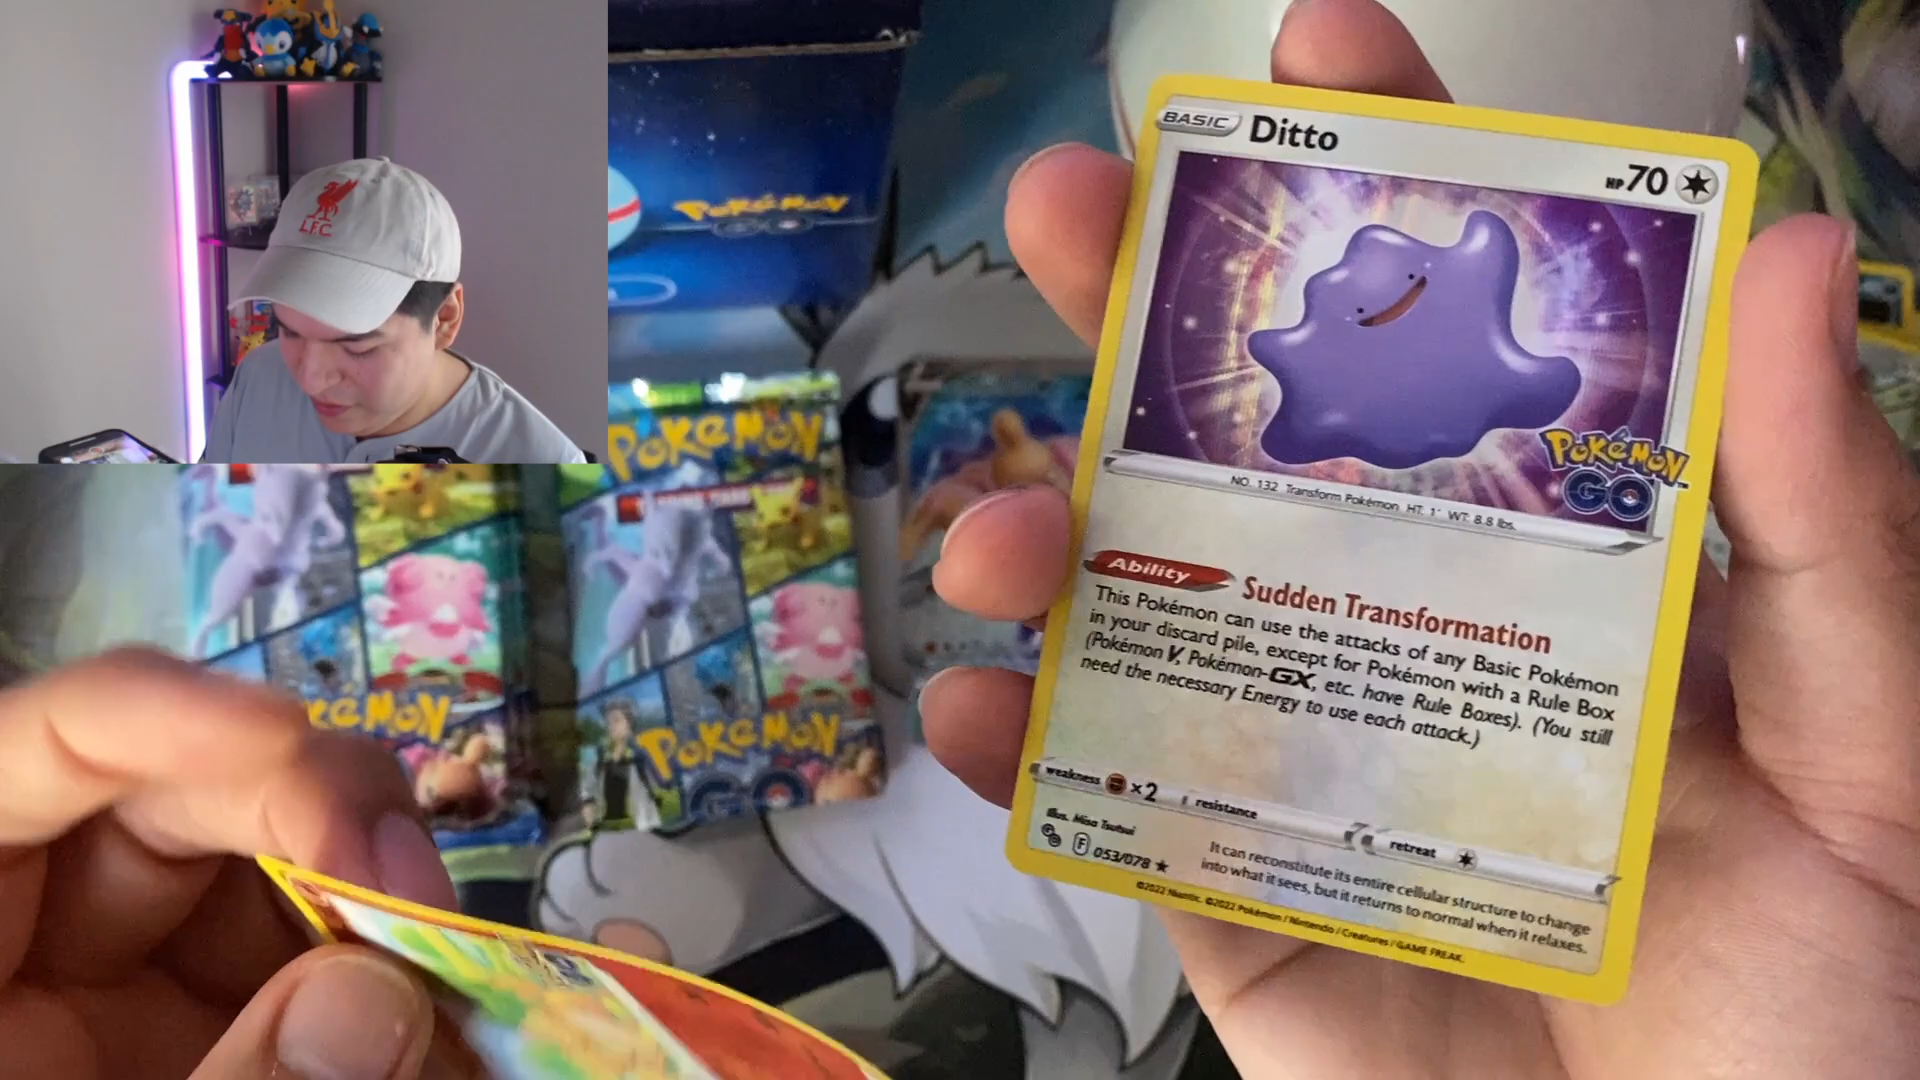 L.F.C.
POKéMON
BASIC Ditto
HP 70
POKéMON
GO
NO. 132 Transform Pokémon HT: 1' WT: 8.8 lbs.
Ability Sudden Transformation
This Pokémon can use the attacks of any Basic Pokémon
in your discard pile, except for Pokémon with a Rule Box
(Pokémon V, Pokémon-GX, etc. have Rule Boxes). (You still
need the necessary Energy to use each attack.)
weakness ×2 resistance
retreat
Illus. Misa Tsutsui
F 053/078 ★
It can reconstitute its entire cellular structure to change
into what it sees, but it returns to normal when it relaxes.
©2022 Niantic. ©2022 Pokémon / Nintendo / Creatures / GAME FREAK.
POKéMON
POKéMON
GO
KéMON
GO